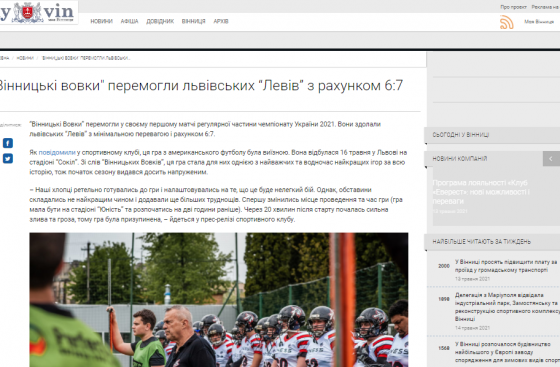 Про проект Реклама на
y vin
НОВИНИ АФІША ДОВІДНИК ВІННИЦЯ АРХІВ
Моя Вінниця
НОВИНИ ВІННИЦЬКІ ВОВКИ" ПЕРЕМОГЛИ ЛЬВІВСЬКИ...
Вінницькі вовки" перемогли львівських "Левів" з рахунком 6:7
"Вінницькі Вовки" перемогли у своєму першому матчі регулярної частини чемпіонату України 2021. Вони здолали
львівських "Левів" з мінімальною перевагою і рахунком 6:7.
Як повідомили у спортивному клубі, ця гра з американського футболу була виїзною. Вона відбулася 16 травня у Львові на
стадіоні "Сокіл". Зі слів "Вінницьких Вовків", ця гра стала для них однією з найважчих та водночас найкращих ігор за всю
історію, тож початок сезону видався досить напруженим.
– Наші хлопці ретельно готувались до гри і налаштовувались на те, що це буде нелегкий бій. Однак, обставини
складались не найкращим чином і додавали ще більших труднощів. Спершу змінились місце проведення та час гри (гра
мала бути на стадіоні "Юність" та розпочатись на дві години раніше). Через 20 хвилин після старту почалась сильна
злива та гроза, тому гра була призупинена, – йдеться у прес-релізі спортивного клубу.
СЬОГОДНІ У ВІННИЦІ
НОВИНИ КОМПАНІЙ
Програма лояльності «Клуб
«Еверест»: нові можливості і
переваги
НАЙБІЛЬШЕ ЧИТАЮТЬ ЗА ТИЖДЕНЬ
2000 У Вінниці просять підвищити плату за
проїзд у громадському транспорті
13 травня 2021
1898 Делегація з Маріуполя відвідала
індустріальний парк, Замостянську та
реконструкцію спортивного комплексу
Вінниці
14 травня 2021
1568 У Вінниці розпочалося будівництво
найбільшого у Європі заводу
спорядження для зимових видів спорт